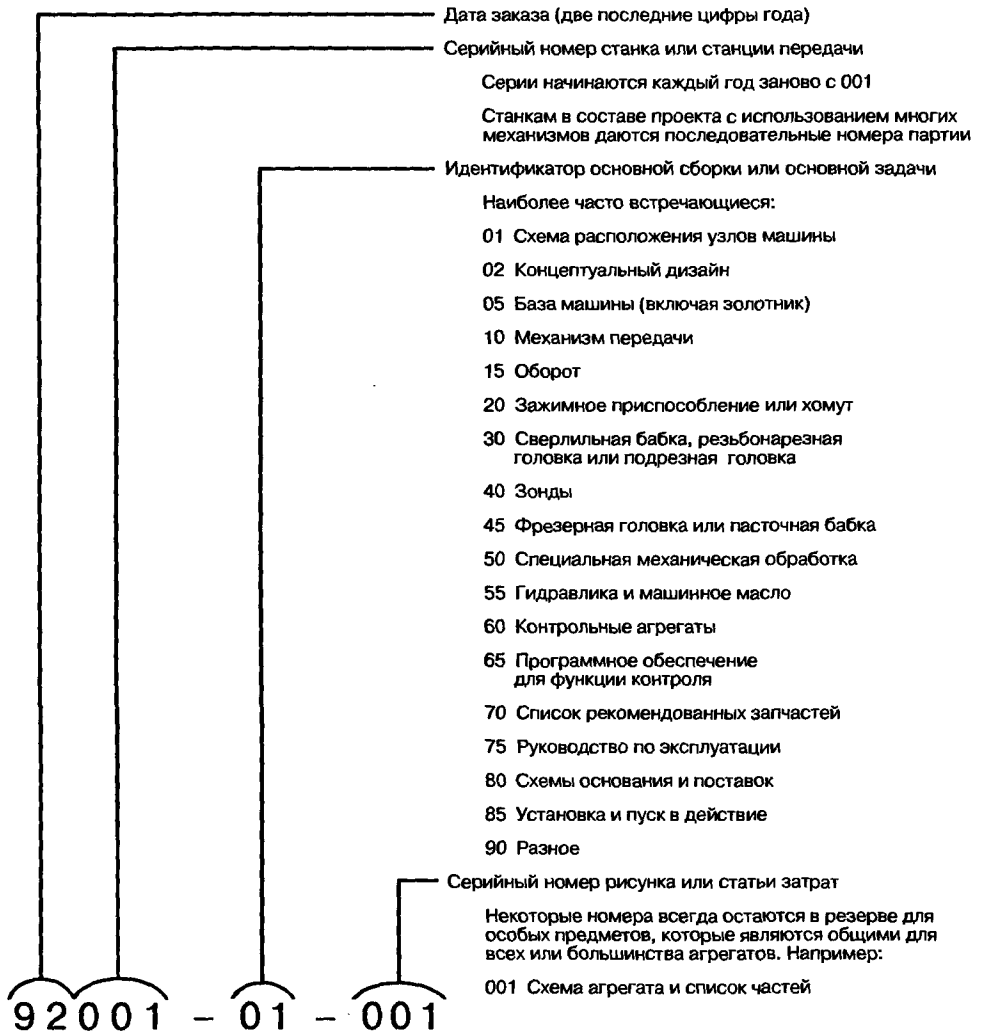 Дата заказа (две последние цифры года)
Серийный номер станка или станции передачи
Серии начинаются каждый год заново с 001
Станкам в составе проекта с использованием многих
механизмов даются последовательные номера партии
Идентификатор основной сборки или основной задачи
Наиболее часто встречающиеся:
01 Схема расположения узлов машины
02 Концептуальный дизайн
05 База машины (включая золотник)
10 Механизм передачи
15 Оборот
20 Зажимное приспособление или хомут
30 Сверлильная бабка, резьбонарезная
головка или подрезная головка
40 Зонды
45 Фрезерная головка или пасточная бабка
50 Специальная механическая обработка
55 Гидравлика и машинное масло
60 Контрольные агрегаты
65 Программное обеспечение
для функции контроля
70 Список рекомендованных запчастей
75 Руководство по эксплуатации
80 Схемы основания и поставок
85 Установка и пуск в действие
90 Разное
Серийный номер рисунка или статьи затрат
Некоторые номера всегда остаются в резерве для
особых предметов, которые являются общими для
всех или большинства агрегатов. Например:
001 Схема агрегата и список частей
92001 – 01 – 001